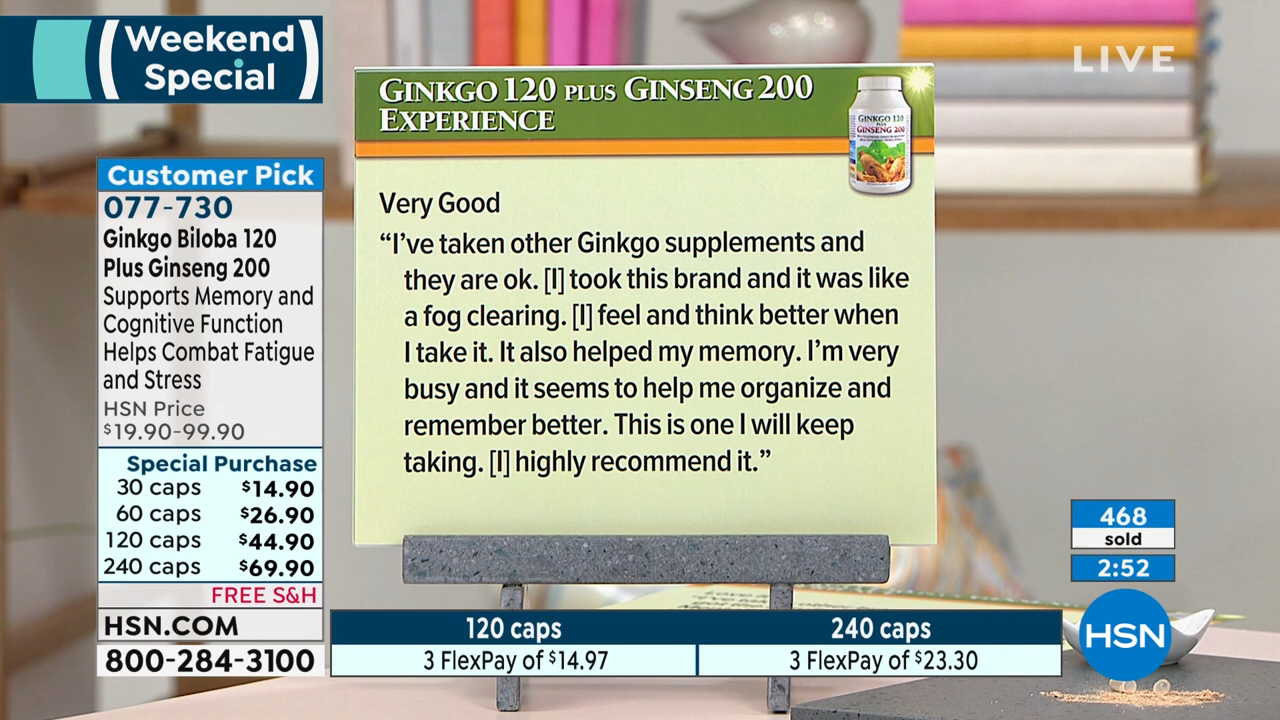 (Weekend Special)
LIVE
GINKGO 120 PLUS GINSENG 200
EXPERIENCE
GINKGO 120
PLUS
GINSENG 200
Very Good
“I’ve taken other Ginkgo supplements and
they are ok. [I] took this brand and it was like
a fog clearing. [I] feel and think better when
I take it. It also helped my memory. I’m very
busy and it seems to help me organize and
remember better. This is one I will keep
taking. [I] highly recommend it.”
Customer Pick
077-730
Ginkgo Biloba 120
Plus Ginseng 200
Supports Memory and
Cognitive Function
Helps Combat Fatigue
and Stress
HSN Price
$19.90-99.90
Special Purchase
30 caps $14.90
60 caps $26.90
120 caps $44.90
240 caps $69.90
FREE S&H
HSN.COM
800-284-3100
120 caps 240 caps
3 FlexPay of $14.97 3 FlexPay of $23.30
468
sold
2:52
HSN